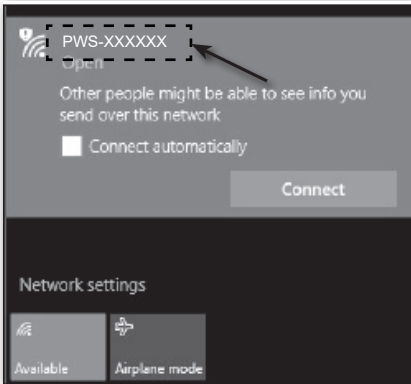 PWS-XXXXXX
Open
Other people might be able to see info you
send over this network
Connect automatically
Connect
Network settings
Available
Airplane mode